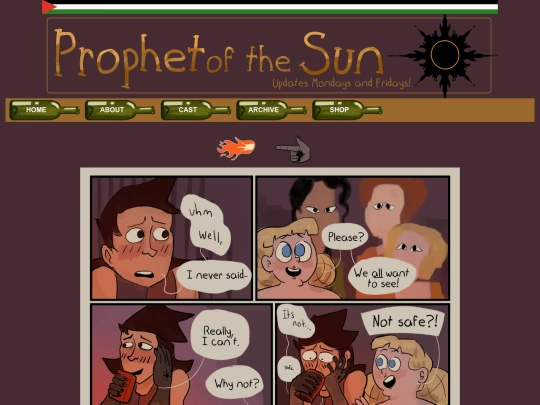 Prophet of the Sun
Updates Mondays and Fridays!
HOME
ABOUT
CAST
ARCHIVE
SHOP
uhm
Well,
I never said-
Please?
We all want
to see!
Really,
I can't.
Why not?
It's
not...
safe.
Not safe?!